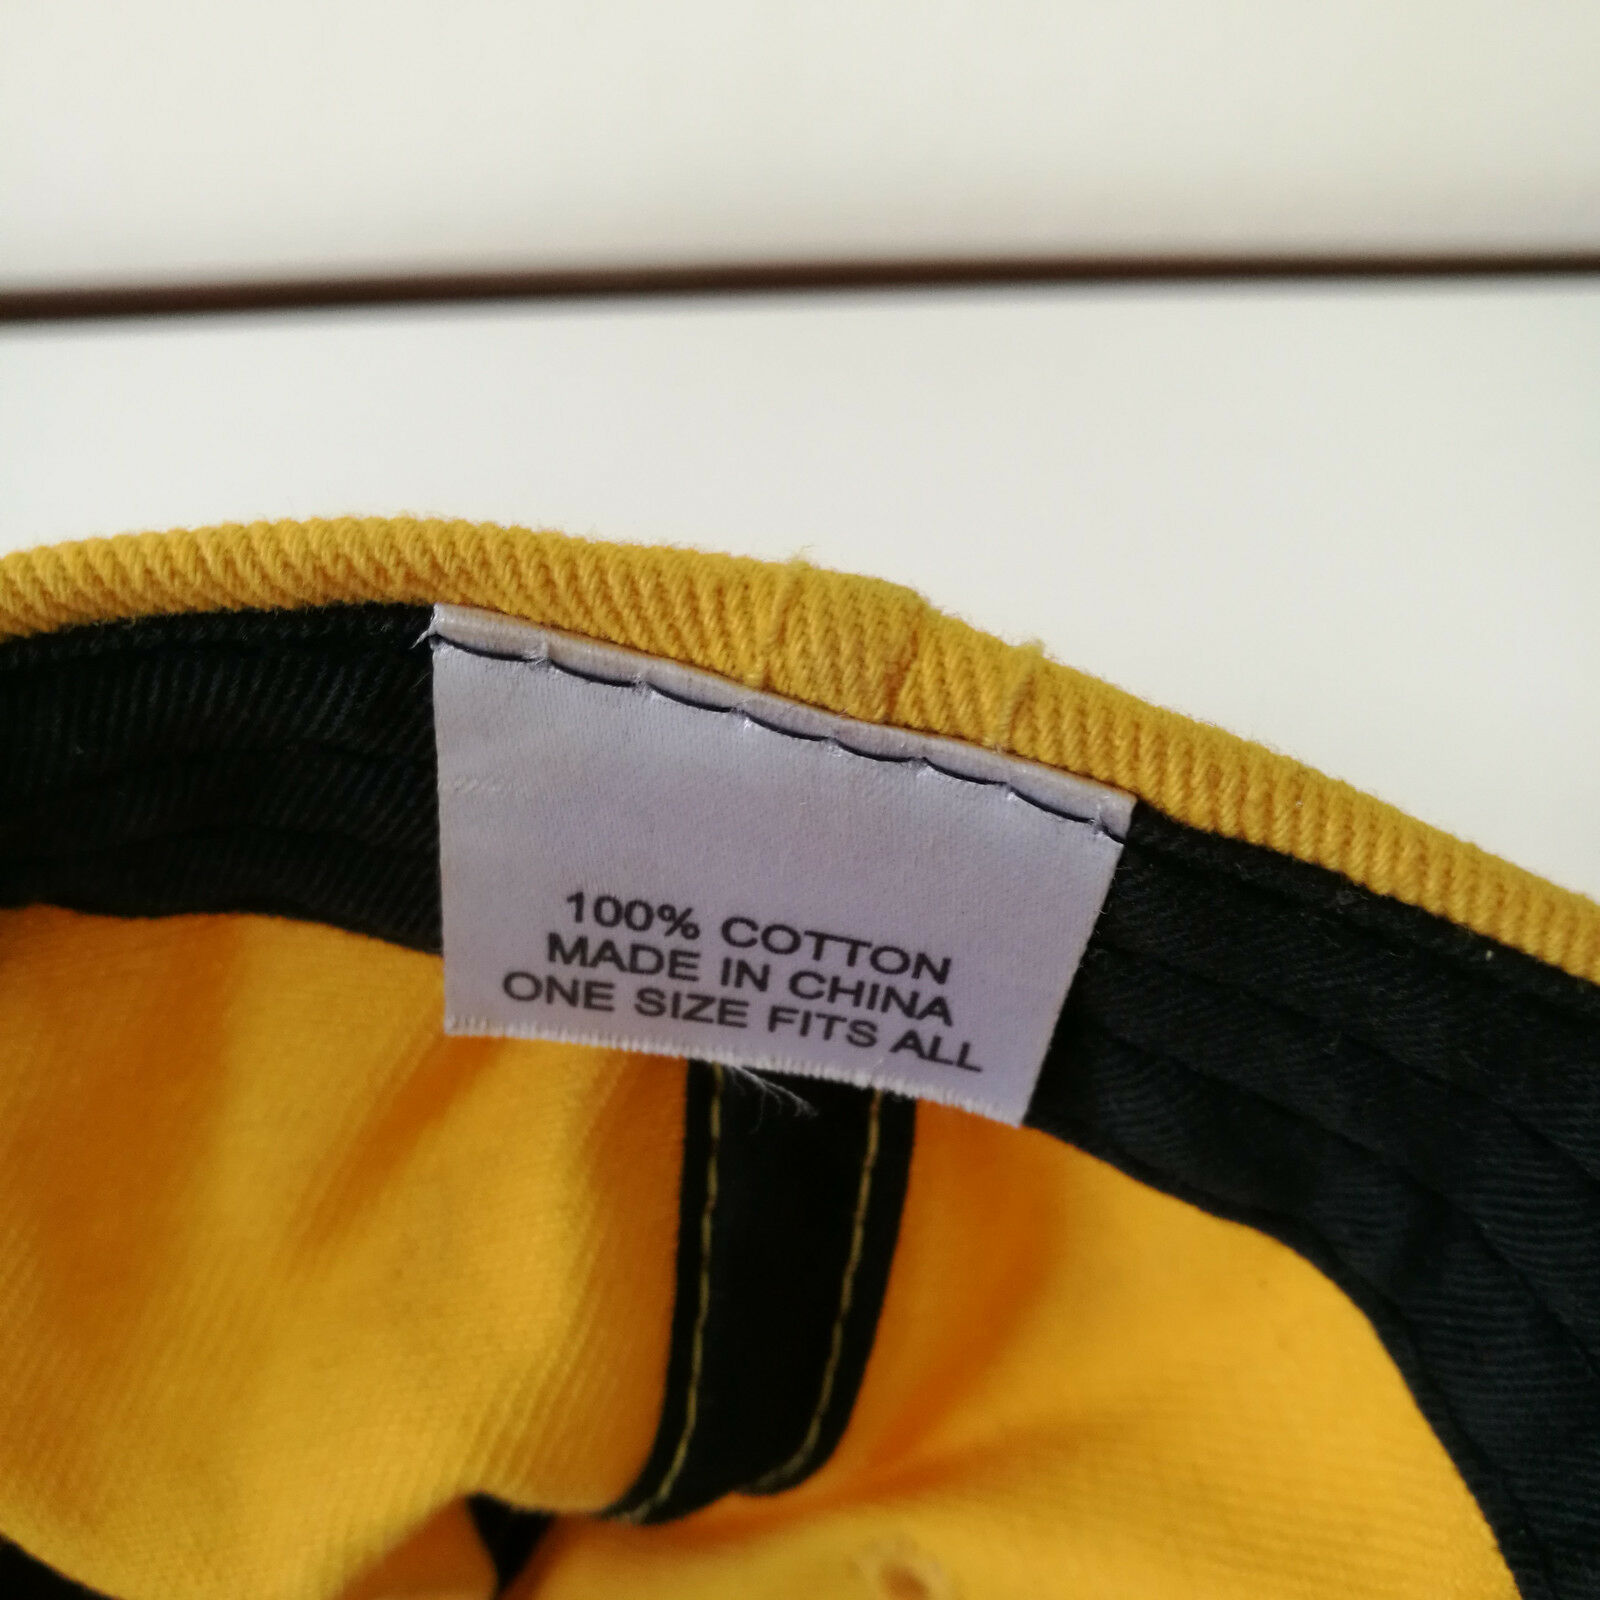 100% COTTON
MADE IN CHINA
ONE SIZE FITS ALL